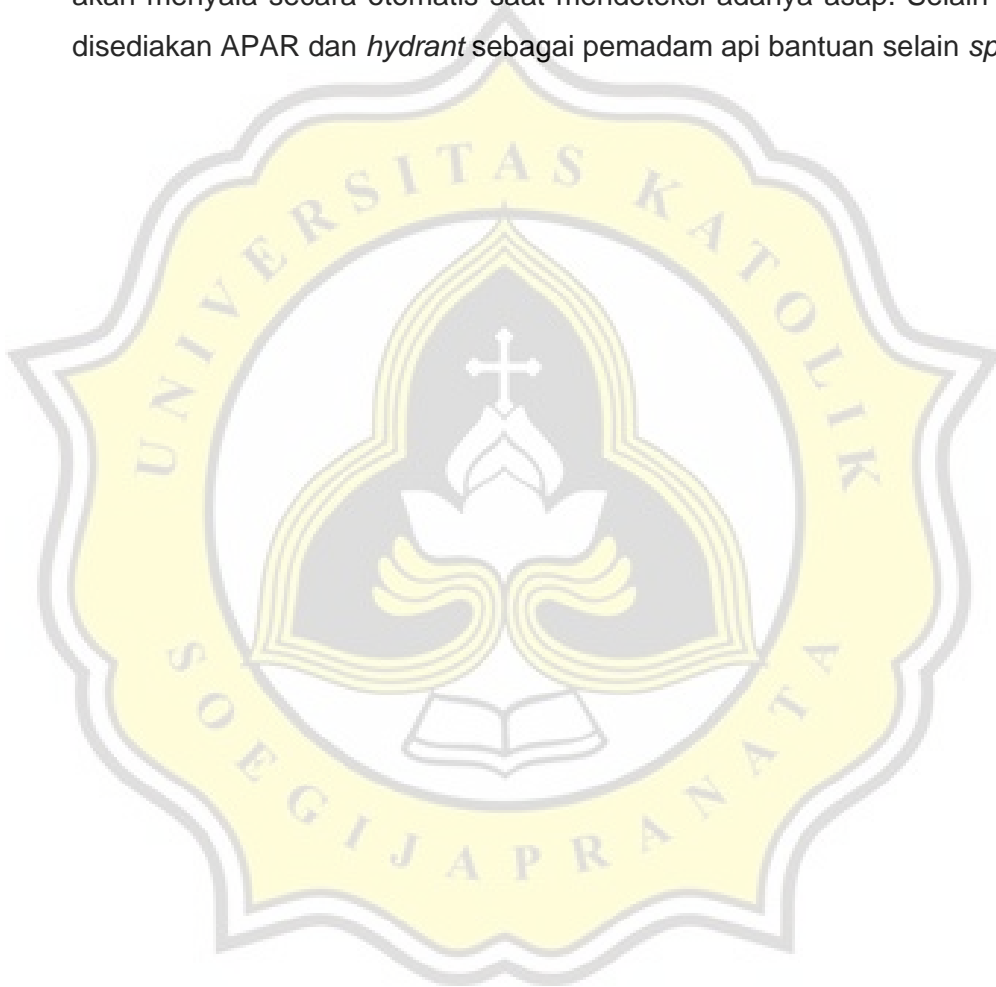 akan menyala secara otomatis saat mendeteksi adanya asap. Selain
disediakan APAR dan hydrant sebagai pemadam api bantuan selain
UNIVERSITAS KATOLIK
SOEGIJAPRANATA